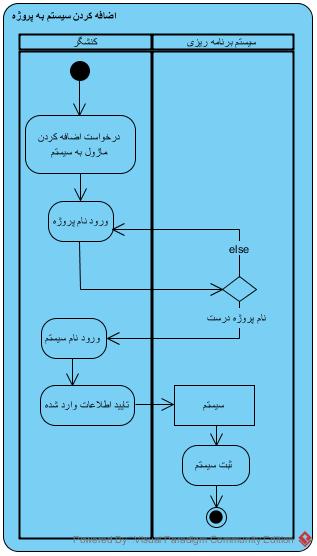 اضافه کردن سیستم به پروژه
کنشگر
سیستم برنامه ریزی
درخواست اضافه کردن
ماژول به سیستم
ورود نام پروژه
else
نام پروژه درست
ورود نام سیستم
تایید اطلاعات وارد شده
سیستم
ثبت سیستم
Powered By Visual Paradigm Community Edition